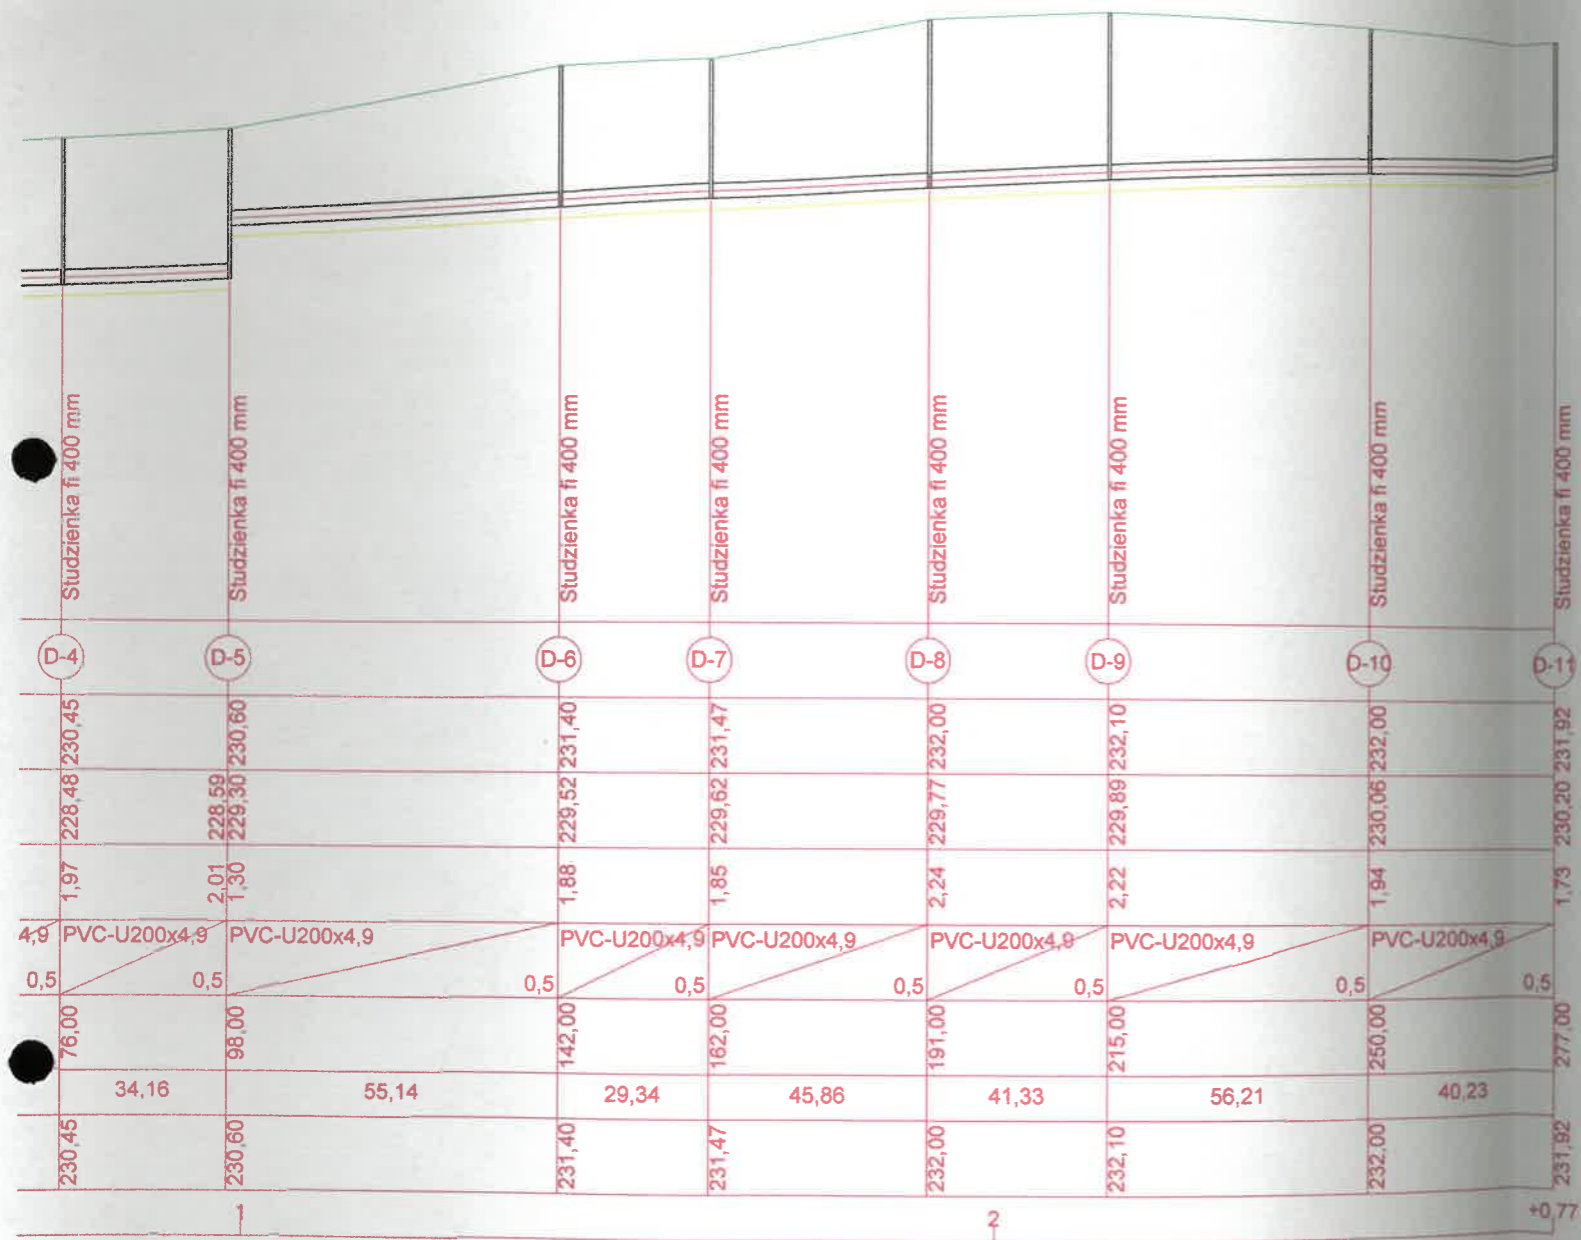 Studzienka fi 400 mm
Studzienka fi 400 mm
Studzienka fi 400 mm
Studzienka fi 400 mm
Studzienka fi 400 mm
Studzienka fi 400 mm
Studzienka fi 400 mm
Studzienka fi 400 mm
D-4 D-5 D-6 D-7 D-8 D-9 D-10 D-11
230,45 230,60 231,40 231,47 232,00 232,10 232,00 231,92
228,48 228,59 229,30 229,52 229,62 229,77 229,89 230,06 230,20
1,97 2,01 1,30 1,88 1,85 2,24 2,22 1,94 1,73
4,9 PVC-U200x4,9 PVC-U200x4,9 PVC-U200x4,9 PVC-U200x4,9 PVC-U200x4,9 PVC-U200x4,9 PVC-U200x4,9
0,5 0,5 0,5 0,5 0,5 0,5 0,5 0,5
76,00 98,00 142,00 162,00 191,00 215,00 250,00 277,00
34,16 55,14 29,34 45,86 41,33 56,21 40,23
230,45 230,60 231,40 231,47 232,00 232,10 232,00 231,92
1 2 +0,77